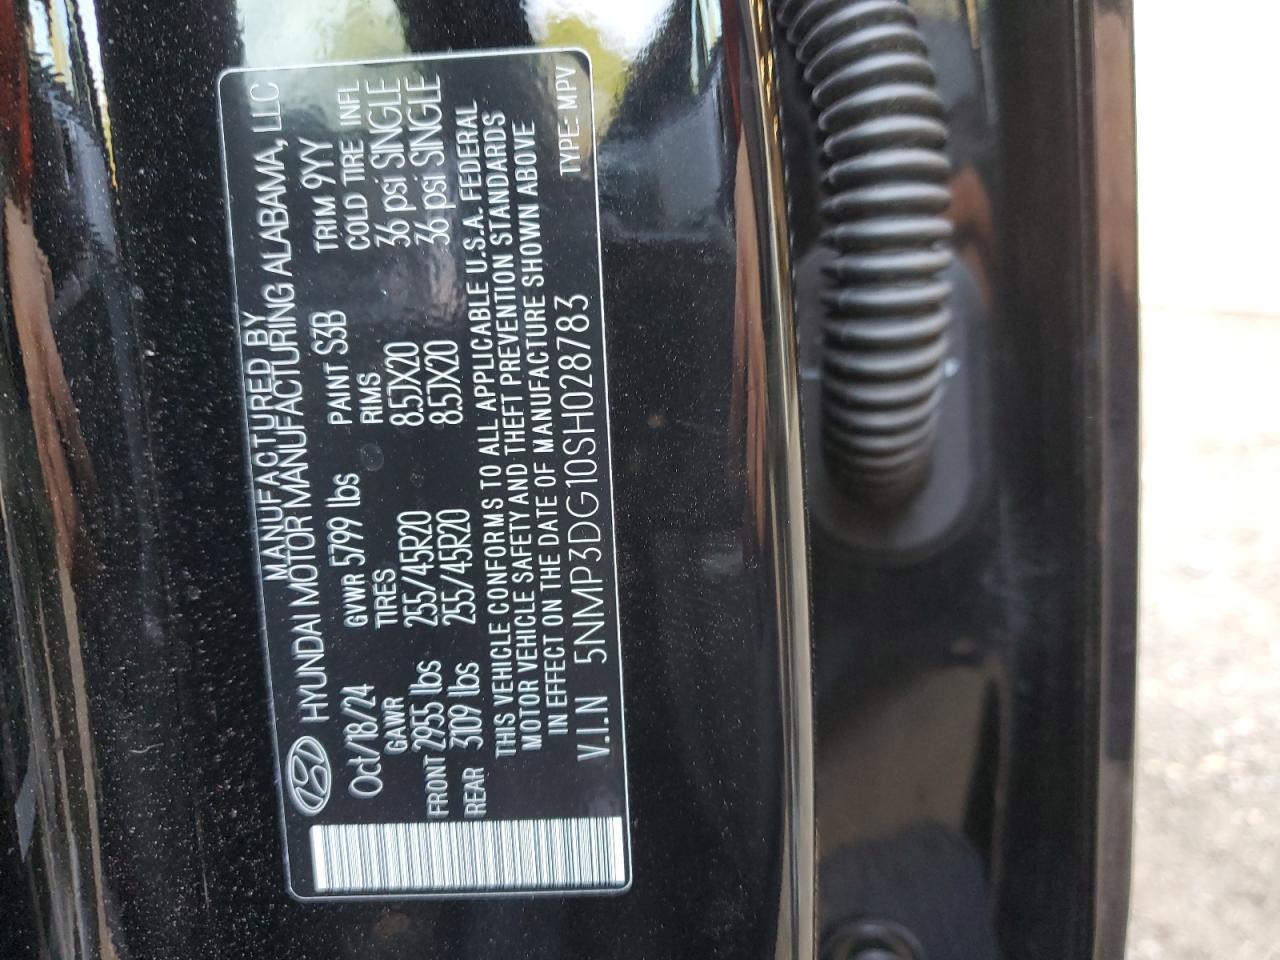 MANUFACTURED BY
HYUNDAI MOTOR MANUFACTURING ALABAMA, LLC
Oct/18/24 GVWR 5799 lbs PAINT S3B TRIM 9YY
GAWR TIRES RIMS COLD TIRE INFL
FRONT 2955 lbs 255/45R20 8.5JX20 36 psi SINGLE
REAR 3109 lbs 255/45R20 8.5JX20 36 psi SINGLE
THIS VEHICLE CONFORMS TO ALL APPLICABLE U.S.A. FEDERAL
MOTOR VEHICLE SAFETY AND THEFT PREVENTION STANDARDS
IN EFFECT ON THE DATE OF MANUFACTURE SHOWN ABOVE
V.I.N 5NMP3DG10SH028783 TYPE: MPV